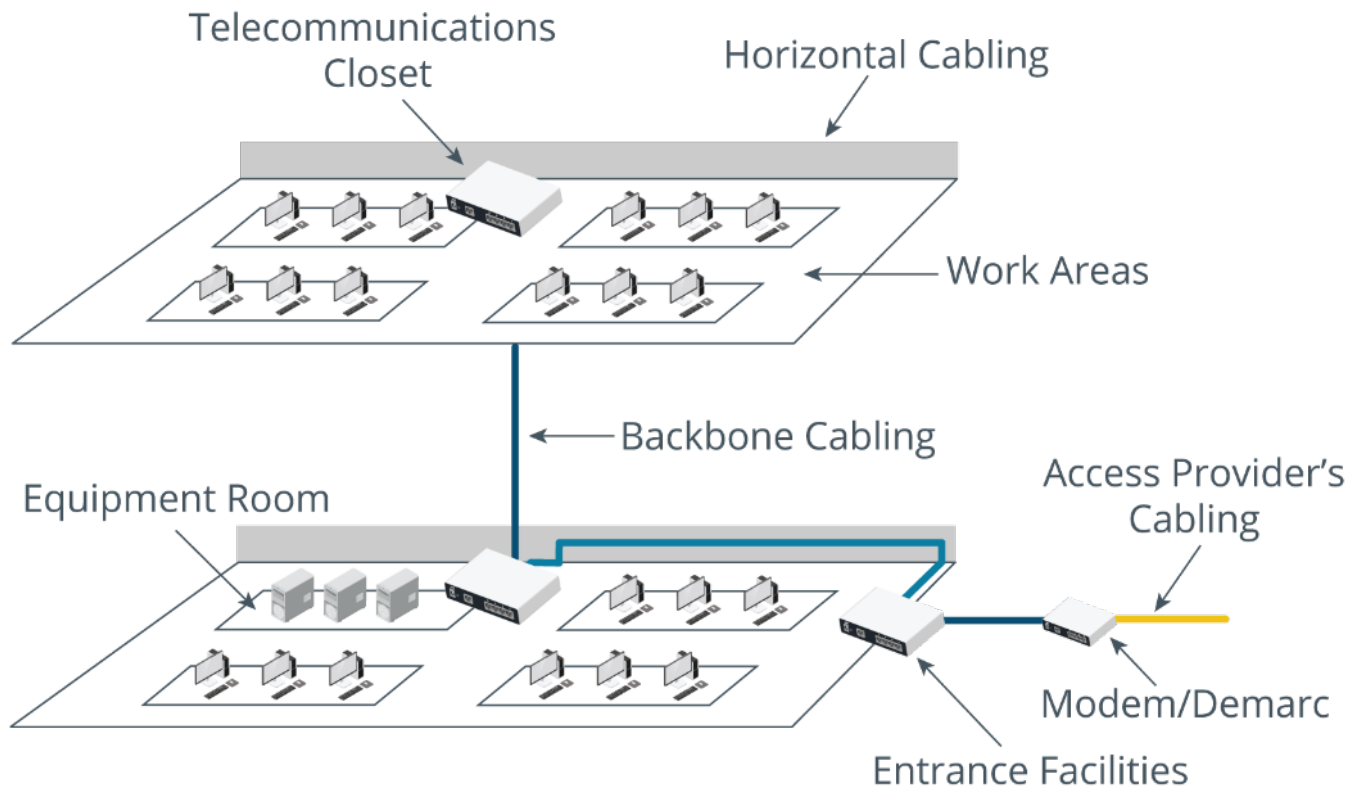 Telecommunications
Closet
Horizontal Cabling
Work Areas
Backbone Cabling
Equipment Room
Access Provider's
Cabling
Modem/Demarc
Entrance Facilities